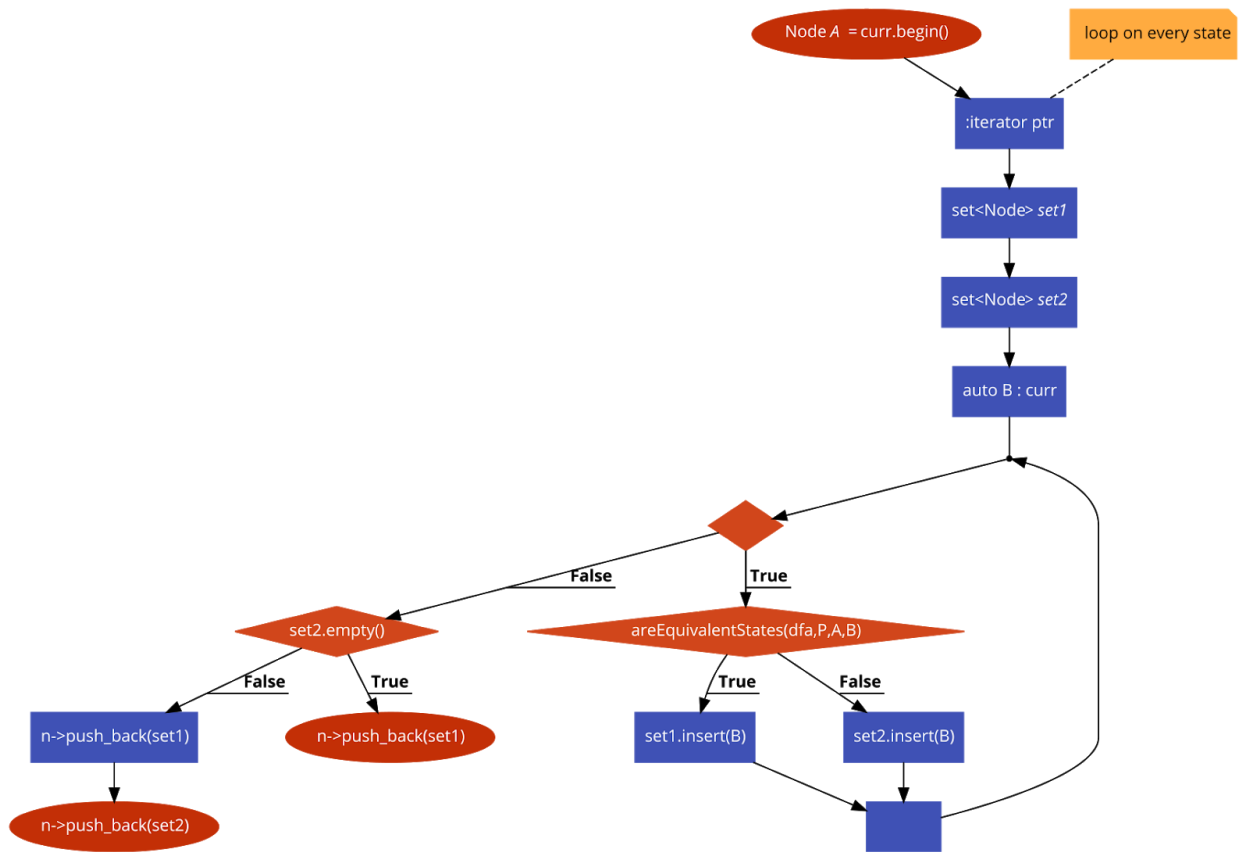 Node A = curr.begin()
loop on every state
:iterator ptr
set<Node> set1
set<Node> set2
auto B : curr
False
True
set2.empty()
areEquivalentStates(dfa,P,A,B)
False
True
True
False
n->push_back(set1)
n->push_back(set1)
set1.insert(B)
set2.insert(B)
n->push_back(set2)